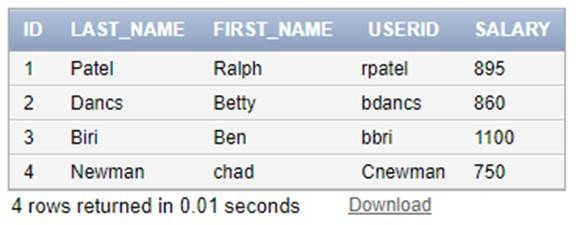 ID LAST_NAME FIRST_NAME USERID SALARY
1 Patel Ralph rpatel 895
2 Dancs Betty bdancs 860
3 Biri Ben bbri 1100
4 Newman chad Cnewman 750
4 rows returned in 0.01 seconds Download